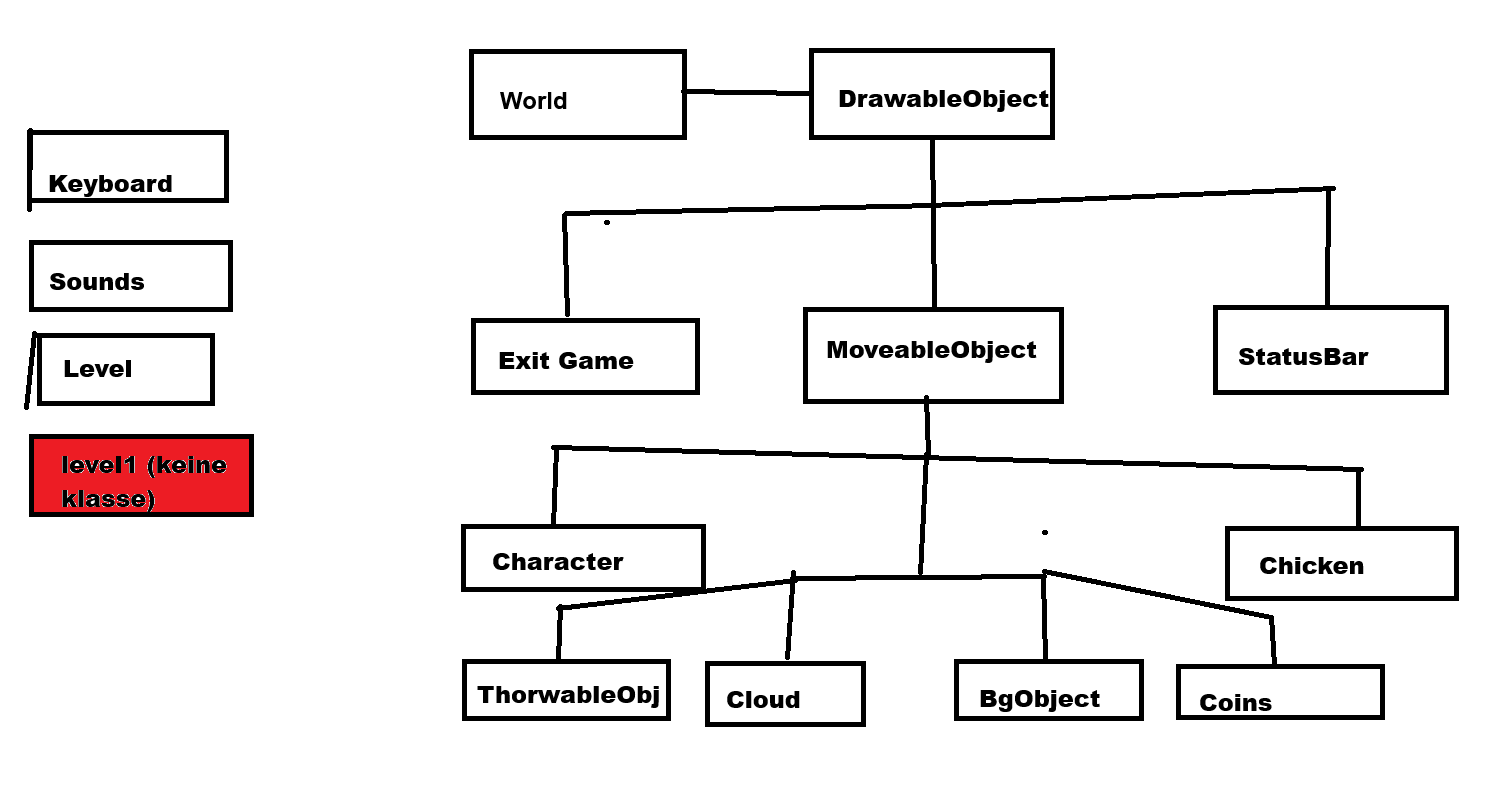 World
DrawableObject
Keyboard
Sounds
Level
level1 (keine
klasse)
Exit Game
MoveableObject
StatusBar
Character
Chicken
ThorwableObj
Cloud
BgObject
Coins